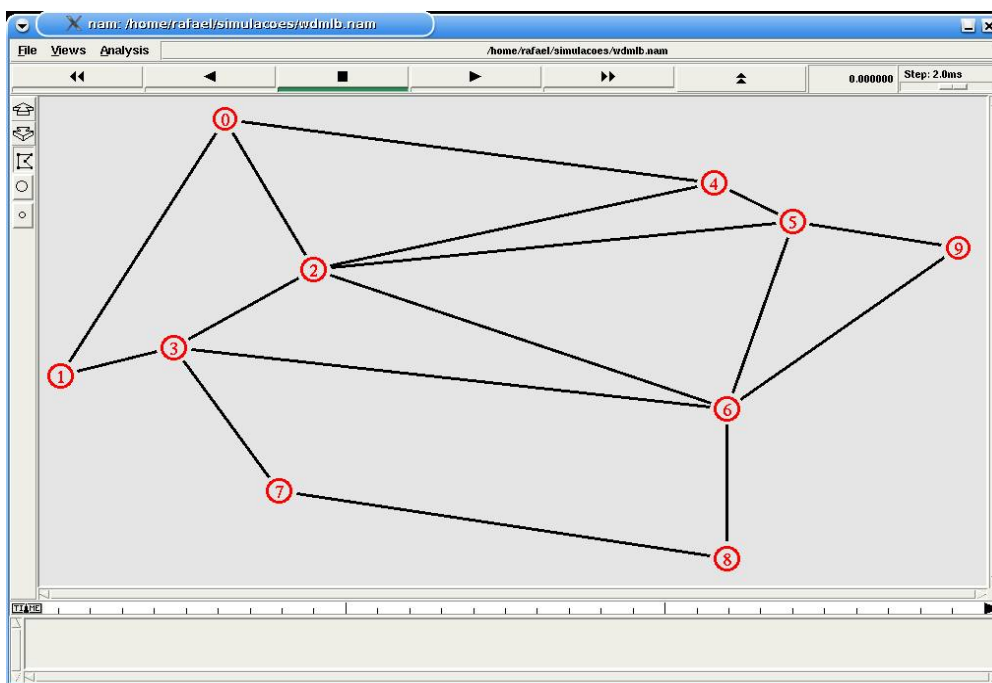 nam: /home/rafael/simulacoes/wdmlb.nam
File Views Analysis /home/rafael/simulacoes/wdmlb.nam
0.000000 Step: 2.0ms
0
4
5
9
2
3
1
6
7
8
TIME